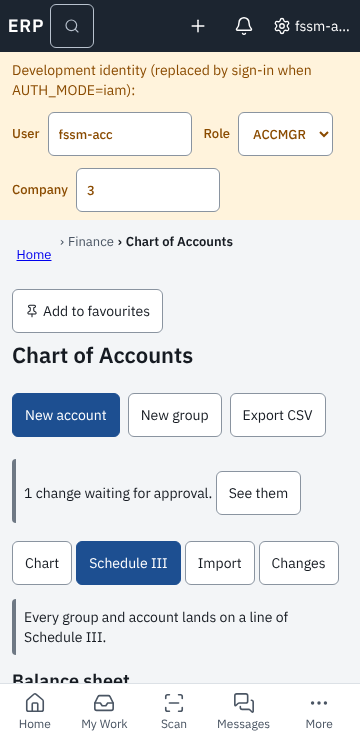 ERP
fssm-a...
Development identity (replaced by sign-in when
AUTH_MODE=iam):
User fssm-acc Role ACCMGR
Company 3
Home › Finance › Chart of Accounts
Add to favourites
Chart of Accounts
New account New group Export CSV
1 change waiting for approval. See them
Chart Schedule III Import Changes
Every group and account lands on a line of
Schedule III.
Balance sheet
Home My Work Scan Messages More